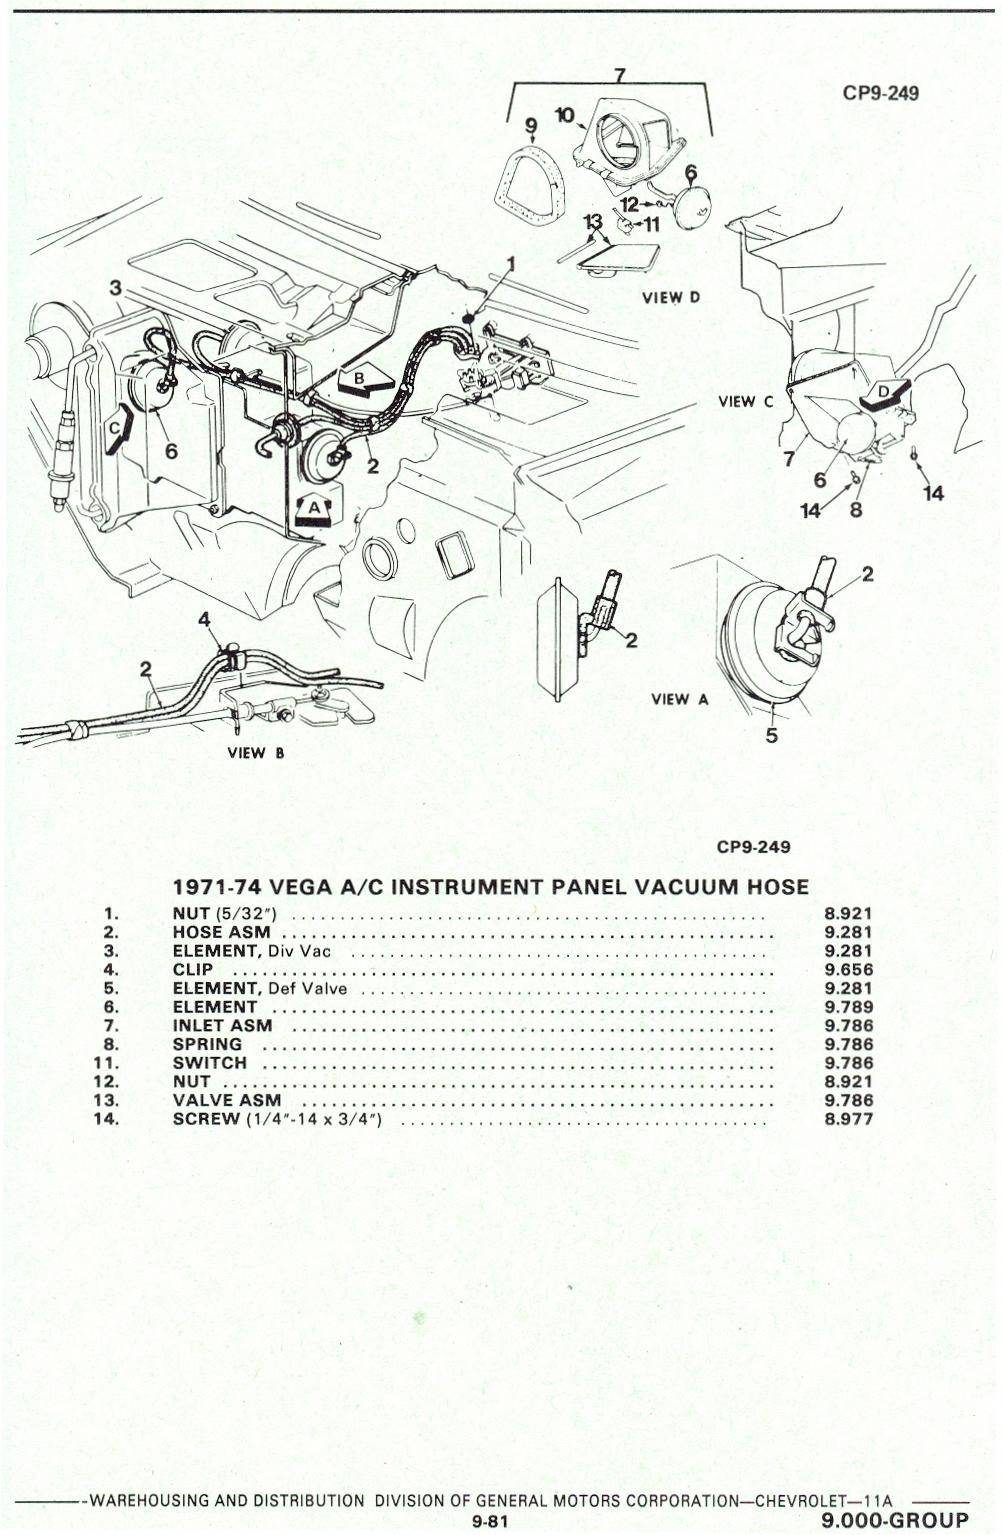 CP9-249
7
10
9
6
12
11
13
VIEW D
1
3
B
C
6
2
A
VIEW C
D
7
6
14
8
14
4
2
VIEW B
2
2
VIEW A
5
CP9-249
1971-74 VEGA A/C INSTRUMENT PANEL VACUUM HOSE
1. NUT (5/32") 8.921
2. HOSE ASM 9.281
3. ELEMENT, Div Vac 9.281
4. CLIP 9.656
5. ELEMENT, Def Valve 9.281
6. ELEMENT 9.789
7. INLET ASM 9.786
8. SPRING 9.786
11. SWITCH 9.786
12. NUT 8.921
13. VALVE ASM 9.786
14. SCREW (1/4"-14 x 3/4") 8.977
-WAREHOUSING AND DISTRIBUTION DIVISION OF GENERAL MOTORS CORPORATION—CHEVROLET—11A
9-81
9.000-GROUP